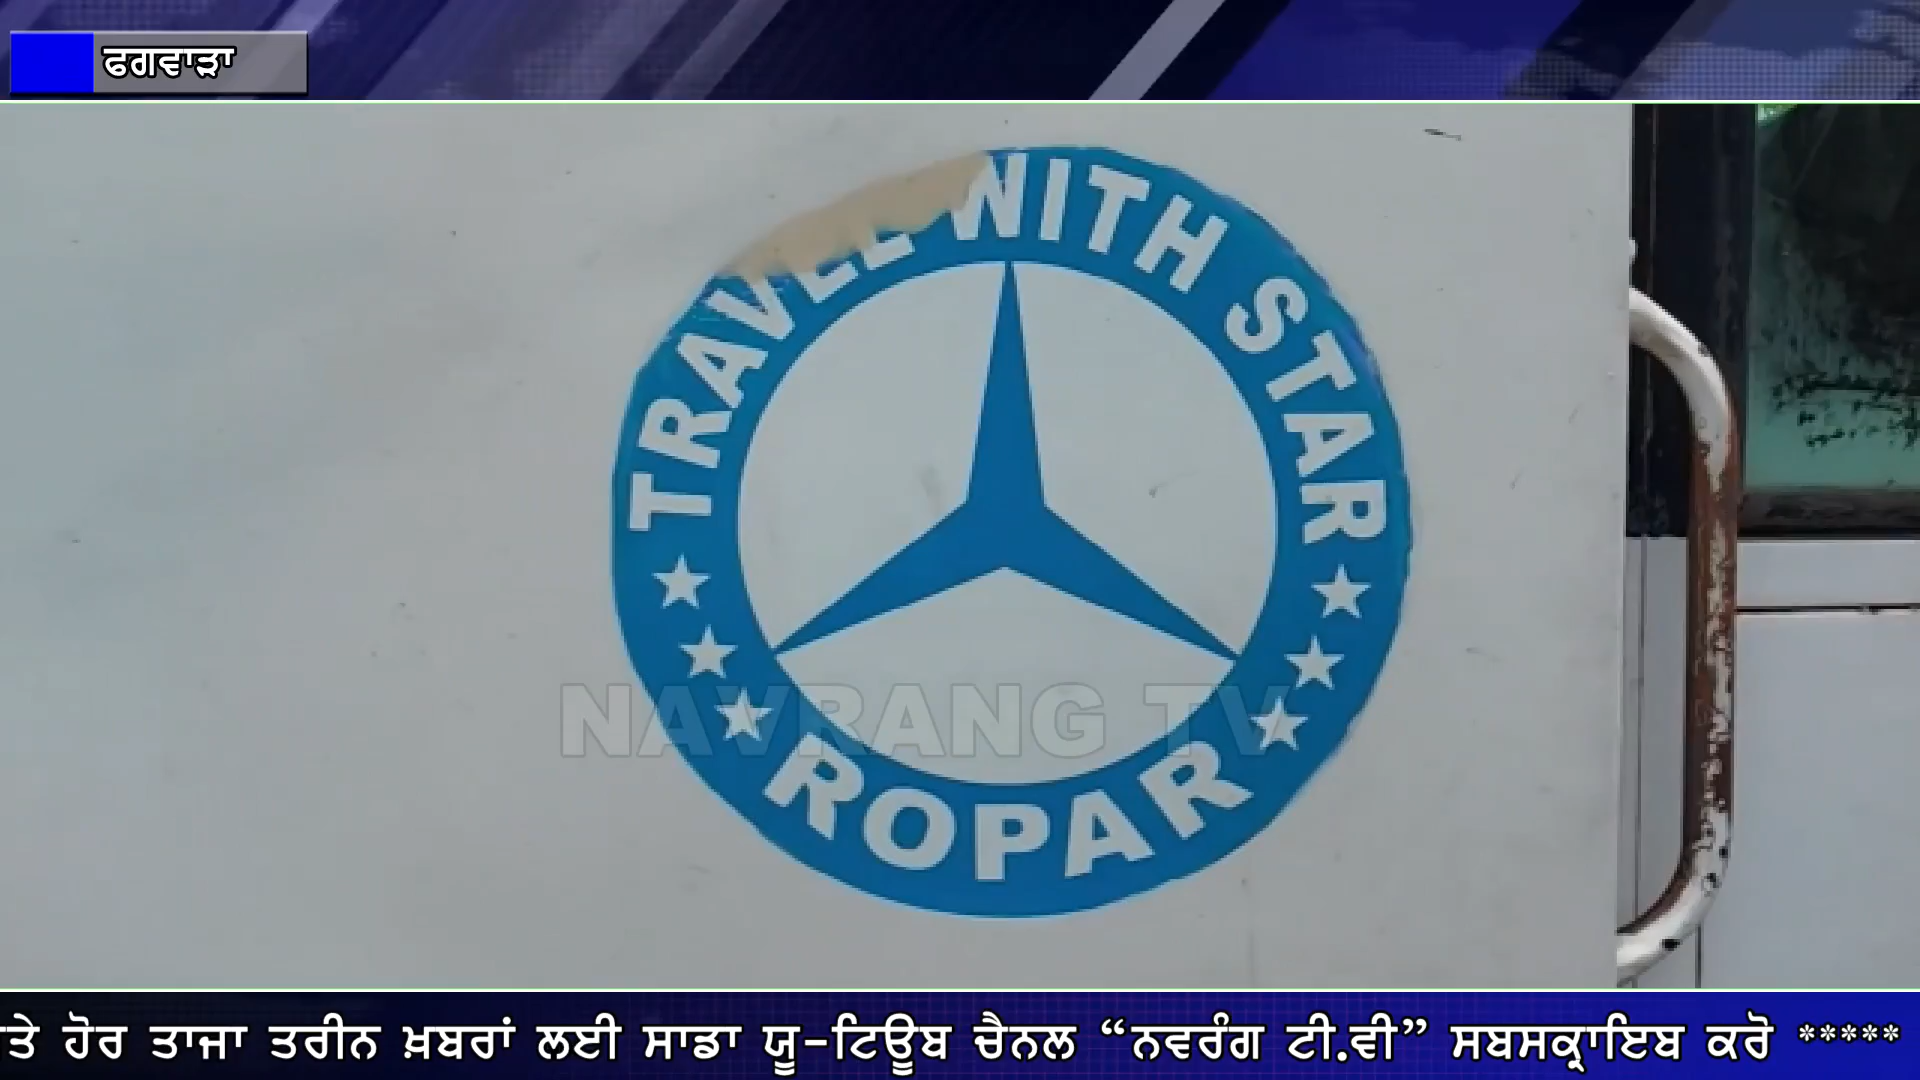 ਫਗਵਾੜਾ
TRAVEL WITH STAR
NAVRANG TV
ROPAR
ਤੇ ਹੋਰ ਤਾਜਾ ਤਰੀਨ ਖ਼ਬਰਾਂ ਲਈ ਸਾਡਾ ਯੂ-ਟਿਊਬ ਚੈਨਲ “ਨਵਰੰਗ ਟੀ.ਵੀ” ਸਬਸਕ੍ਰਾਇਬ ਕਰੋ *****